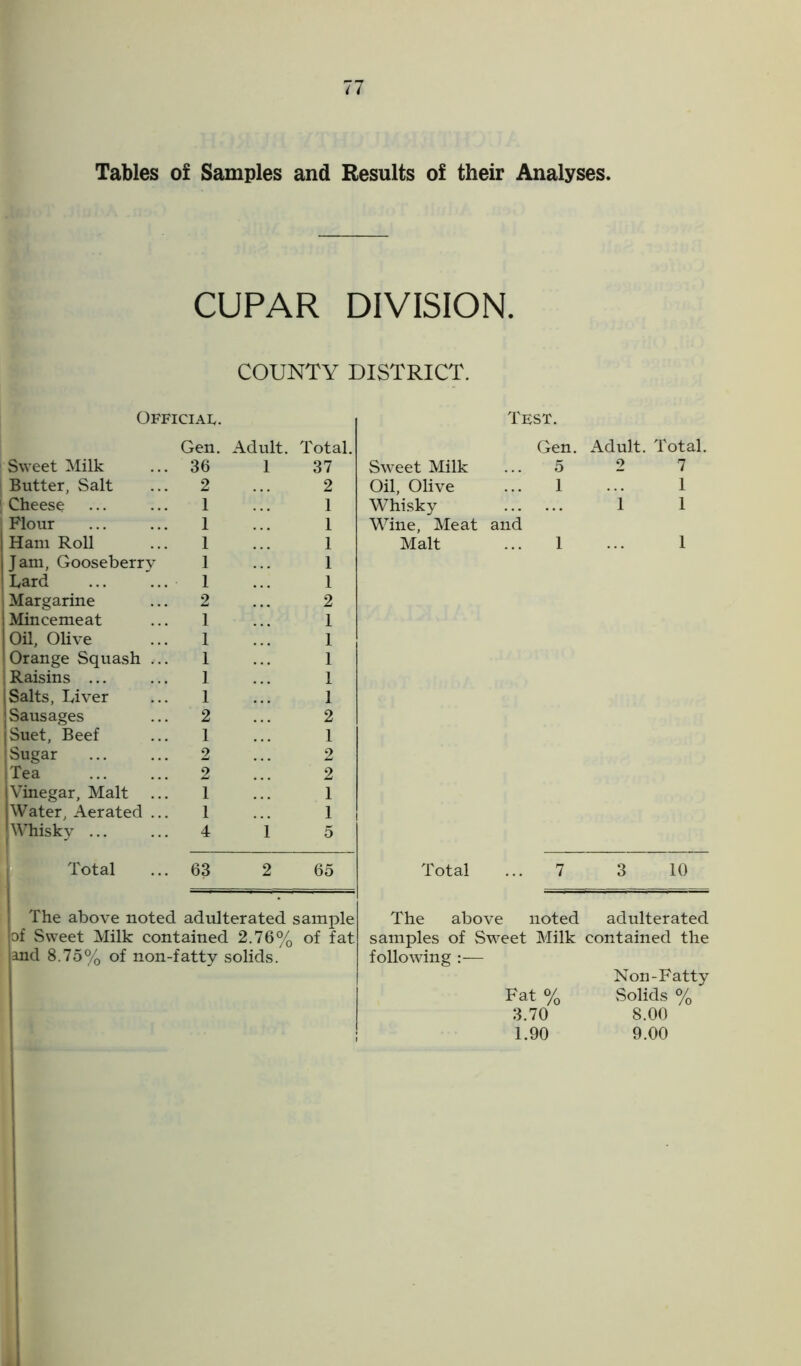 77
Tables of Samples and Results of their Analyses.
CUPAR DIVISION.
COUNTY DISTRICT.
OFFICIAL.
Gen. Adult. Total.
Sweet Milk ... 36 1 37
Butter, Salt ... 2 ... 2
Cheese ... ... 1 ... 1
Flour ... ... 1 ... 1
Ham Roll ... 1 ... 1
Jam, Gooseberry 1 ... 1
Lard ... ... 1 ... 1
Margarine ... 2 ... 2
Mincemeat ... 1 ... 1
Oil, Olive ... 1 ... 1
Orange Squash ... 1 ... 1
Raisins ... ... 1 ... 1
Salts, Liver ... 1 ... 1
Sausages ... 2 ... 2
Suet, Beef ... 1 ... 1
Sugar ... ... 2 ... 2
Tea ... ... 2 ... 2
Vinegar, Malt ... 1 ... 1
Water, Aerated ... 1 ... 1
Whisky ... ... 4 1 5
Total ... 63 2 65
The above noted adulterated sample
of Sweet Milk contained 2.76% of fat
and 8.75% of non-fatty solids.
TEST.
Gen. Adult. Total.
Sweet Milk ... 5 2 7
Oil, Olive ... 1 ... 1
Whisky ... ... 1 1
Wine, Meat and
Malt ... 1 ... 1
Total ... 7 3 10
The above noted adulterated
samples of Sweet Milk contained the
following :—
Non-Fatty
Fat % Solids %
3.70 8.00
1.90 9.00